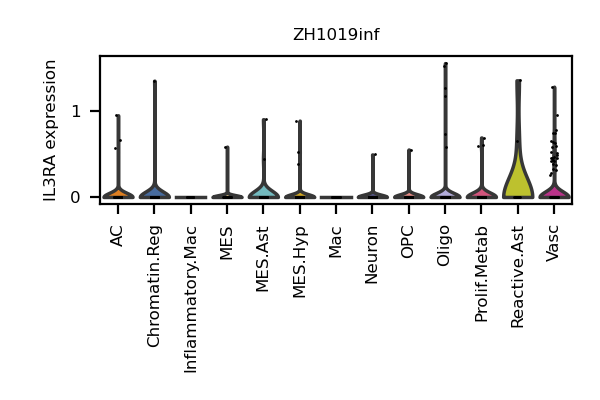 ZH1019inf
IL3RA expression
1
0
AC
Chromatin.Reg
Inflammatory.Mac
MES
MES.Ast
MES.Hyp
Mac
Neuron
OPC
Oligo
Prolif.Metab
Reactive.Ast
Vasc